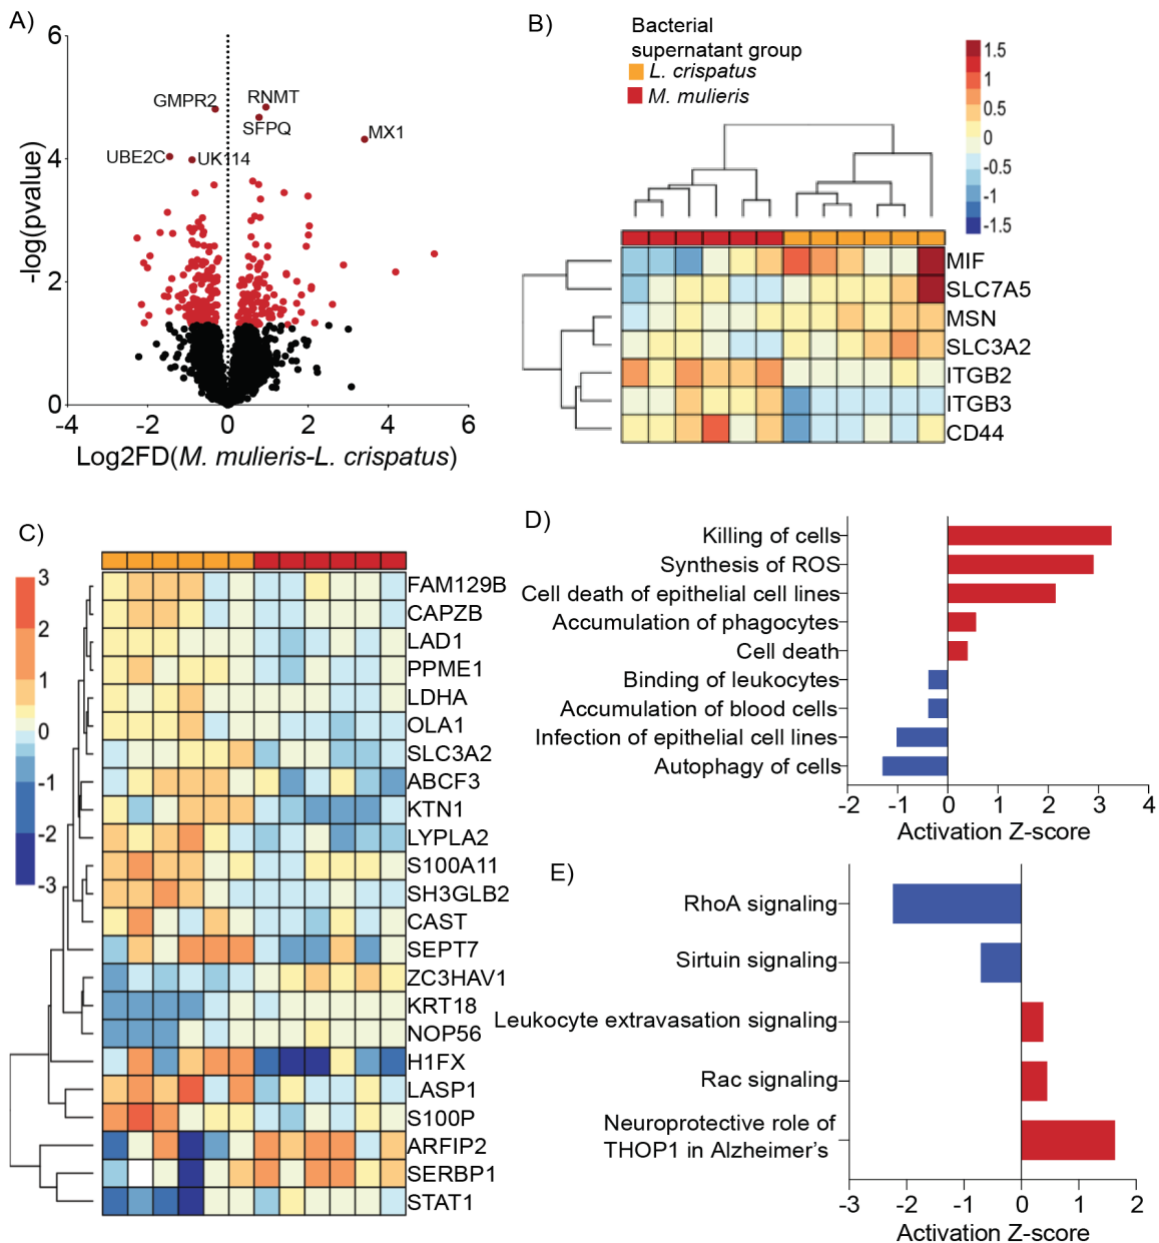 A)
6
4
2
0
-log(pvalue)
GMPR2
RNMT
SFPQ
MX1
UBE2C
UK114
-4
-2
0
2
4
6
Log2FD(M. mulieris-L. crispatus)
B)
Bacterial
supernatant group
L. crispatus
M. mulieris
1.5
1
0.5
0
-0.5
-1
-1.5
MIF
SLC7A5
MSN
SLC3A2
ITGB2
ITGB3
CD44
C)
3
2
1
0
-1
-2
-3
FAM129B
CAPZB
LAD1
PPME1
LDHA
OLA1
SLC3A2
ABCF3
KTN1
LYPLA2
S100A11
SH3GLB2
CAST
SEPT7
ZC3HAV1
KRT18
NOP56
H1FX
LASP1
S100P
ARFIP2
SERBP1
STAT1
D)
Killing of cells
Synthesis of ROS
Cell death of epithelial cell lines
Accumulation of phagocytes
Cell death
Binding of leukocytes
Accumulation of blood cells
Infection of epithelial cell lines
Autophagy of cells
-2
-1
0
1
2
3
4
Activation Z-score
E)
RhoA signaling
Sirtuin signaling
Leukocyte extravasation signaling
Rac signaling
Neuroprotective role of
THOP1 in Alzheimer's
-3
-2
-1
0
1
2
Activation Z-score